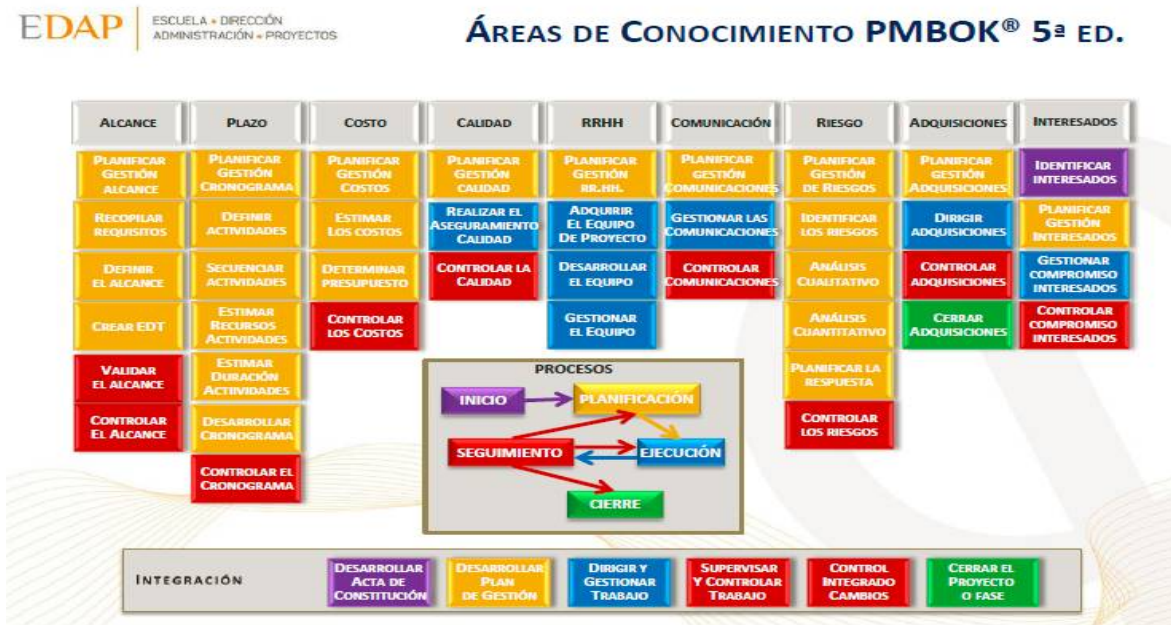 EDAP
ESCUELA • DIRECCIÓN
ADMINISTRACIÓN • PROYECTOS
ÁREAS DE CONOCIMIENTO PMBOK® 5ª ED.
ALCANCE
PLANIFICAR
GESTIÓN
ALCANCE
RECOPILAR
REQUISITOS
DEFINIR
EL ALCANCE
CREAR EDT
VALIDAR
EL ALCANCE
CONTROLAR
EL ALCANCE
PLAZO
PLANIFICAR
GESTIÓN
CRONOGRAMA
DEFINIR
ACTIVIDADES
SECUENCIAR
ACTIVIDADES
ESTIMAR
RECURSOS
ACTIVIDADES
ESTIMAR
DURACIÓN
ACTIIVIDADES
DESARROLLAR
CRONOGRAMA
CONTROLAR EL
CRONOGRAMA
COSTO
PLANIFICAR
GESTIÓN
COSTOS
ESTIMAR
LOS COSTOS
DETERMINAR
PRESUPUESTO
CONTROLAR
LOS COSTOS
CALIDAD
PLANIFICAR
GESTIÓN
CALIDAD
REALIZAR EL
ASEGURAMIENTO
CALIDAD
CONTROLAR LA
CALIDAD
RRHH
PLANIFICAR
GESTIÓN
RR.HH.
ADQUIRIR
EL EQUIPO
DE PROYECTO
DESARROLLAR
EL EQUIPO
GESTIONAR
EL EQUIPO
COMUNICACIÓN
PLANIFICAR
GESTIÓN
COMUNICACIONES
GESTIONAR LAS
COMUNICACIONES
CONTROLAR
COMUNICACIONES
RIESGO
PLANIFICAR
GESTIÓN
DE RIESGOS
IDENTIFICAR
LOS RIESGOS
ANÁLISIS
CUALITATIVO
ANÁLISIS
CUANTITATIVO
PLANIFICAR LA
RESPUESTA
CONTROLAR
LOS RIESGOS
ADQUISICIONES
PLANIFICAR
GESTIÓN
ADQUISICIONES
DIRIGIR
ADQUISICIONES
CONTROLAR
ADQUISICIONES
CERRAR
ADQUISICIONES
INTERESADOS
IDENTIFICAR
INTERESADOS
PLANIFICAR
GESTIÓN
INTERESADOS
GESTIONAR
COMPROMISO
INTERESADOS
CONTROLAR
COMPROMISO
INTERESADOS
PROCESOS
INICIO
PLANIFICACIÓN
SEGUIMIENTO
EJECUCIÓN
CIERRE
INTEGRACIÓN
DESARROLLAR
ACTA DE
CONSTITUCIÓN
DESARROLLAR
PLAN
DE GESTIÓN
DIRIGIR Y
GESTIONAR
TRABAJO
SUPERVISAR
Y CONTROLAR
TRABAJO
CONTROL
INTEGRADO
CAMBIOS
CERRAR EL
PROYECTO
O FASE